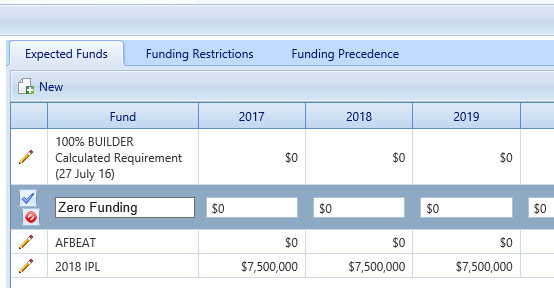 Expected Funds Funding Restrictions Funding Precedence
New
Fund 2017 2018 2019
100% BUILDER
Calculated Requirement $0 $0 $0
(27 July 16)
Zero Funding $0 $0 $0 $0
AFBEAT $0 $0 $0
2018 IPL $7,500,000 $7,500,000 $7,500,000